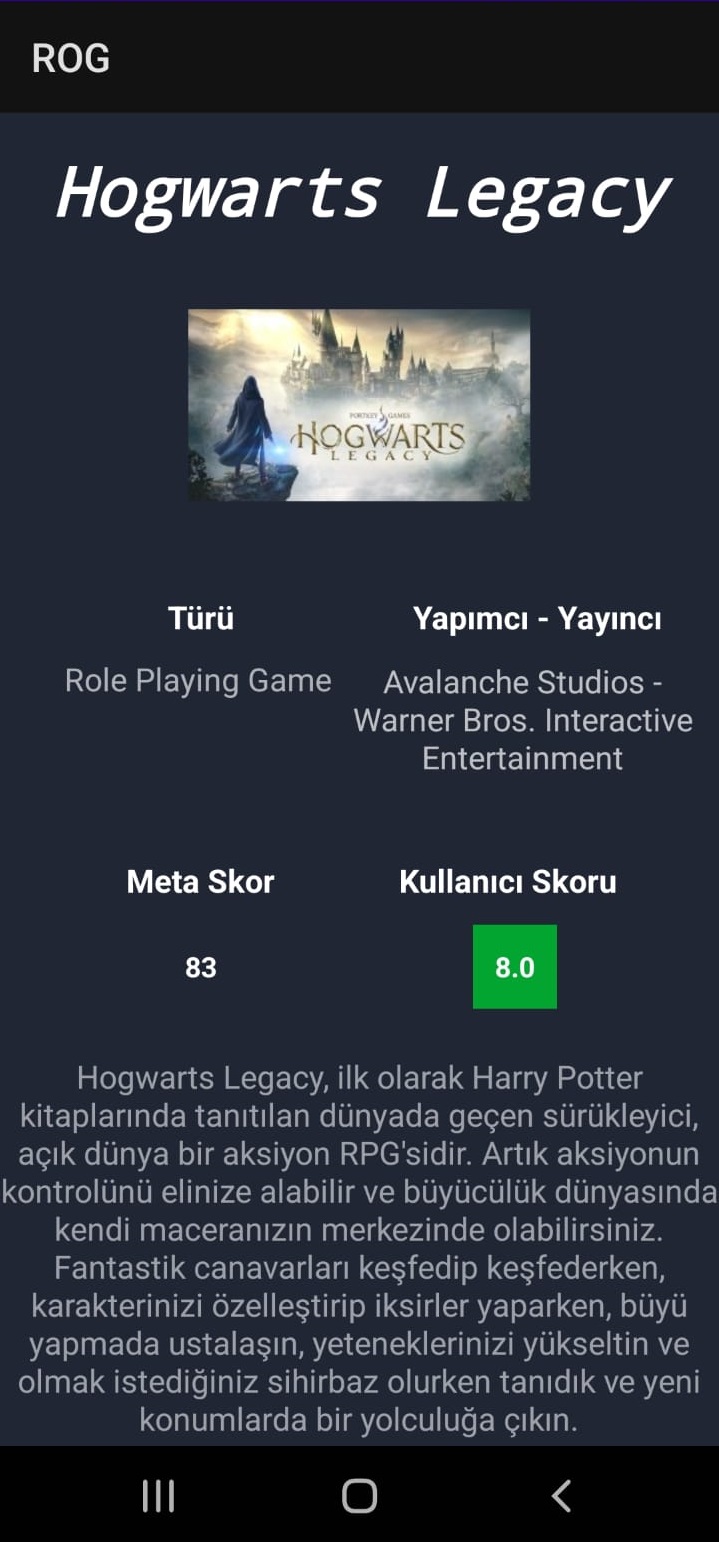 ROG
Hogwarts Legacy
PORTKEY GAMES
HOGWARTS
LEGACY
Türü
Yapımcı - Yayıncı
Role Playing Game
Avalanche Studios -
Warner Bros. Interactive
Entertainment
Meta Skor
Kullanıcı Skoru
83
8.0
Hogwarts Legacy, ilk olarak Harry Potter
kitaplarında tanıtılan dünyada geçen sürükleyici,
açık dünya bir aksiyon RPG'sidir. Artık aksiyonun
kontrolünü elinize alabilir ve büyücülük dünyasında
kendi maceranızın merkezinde olabilirsiniz.
Fantastik canavarları keşfedip keşfederken,
karakterinizi özelleştirip iksirler yaparken, büyü
yapmada ustalaşın, yeteneklerinizi yükseltin ve
olmak istediğiniz sihirbaz olurken tanıdık ve yeni
konumlarda bir yolculuğa çıkın.